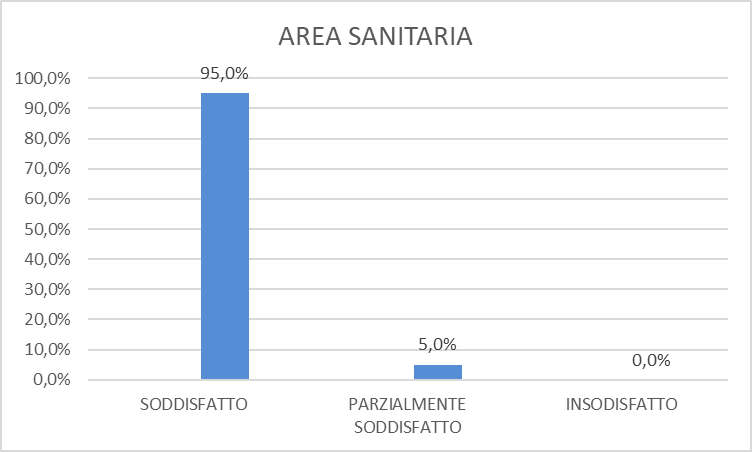 AREA SANITARIA
95,0%
100,0%
90,0%
80,0%
70,0%
60,0%
50,0%
40,0%
30,0%
20,0%
10,0%
0,0%
5,0%
0,0%
SODDISFATTO
PARZIALMENTE
SODDISFATTO
INSODISFATTO